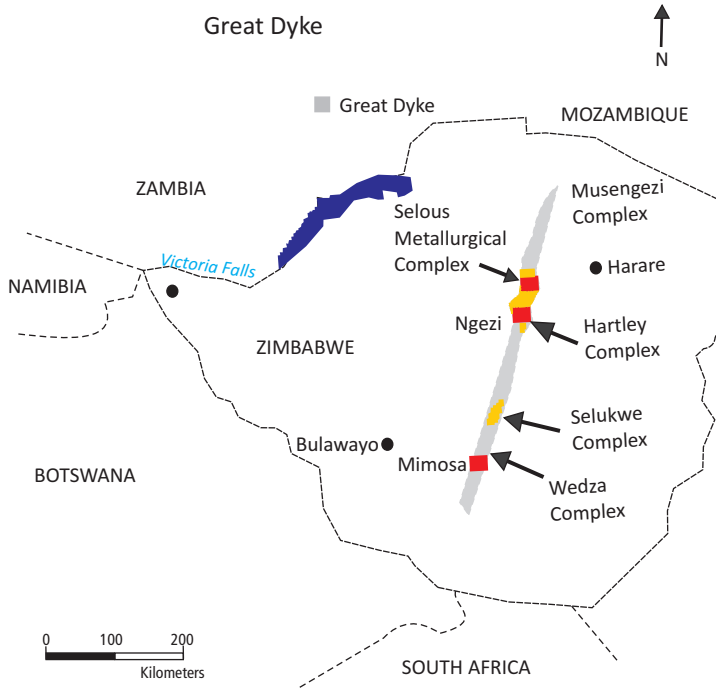 Great Dyke
N
Great Dyke
MOZAMBIQUE
ZAMBIA
Musengezi
Complex
Selous
Metallurgical
Complex
Victoria Falls
Harare
NAMIBIA
Ngezi
Hartley
Complex
ZIMBABWE
Selukwe
Complex
Bulawayo
Mimosa
BOTSWANA
Wedza
Complex
0 100 200
Kilometers
SOUTH AFRICA